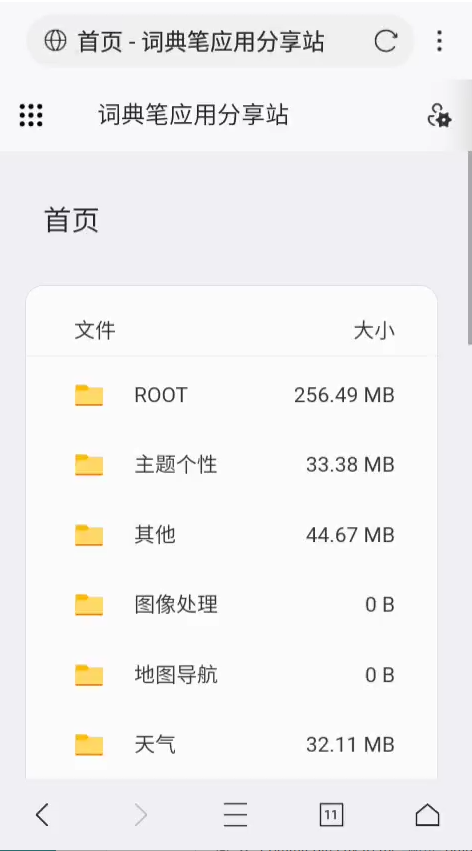 首页 - 词典笔应用分享站
词典笔应用分享站
首页
文件 大小
ROOT 256.49 MB
主题个性 33.38 MB
其他 44.67 MB
图像处理 0 B
地图导航 0 B
天气 32.11 MB
11